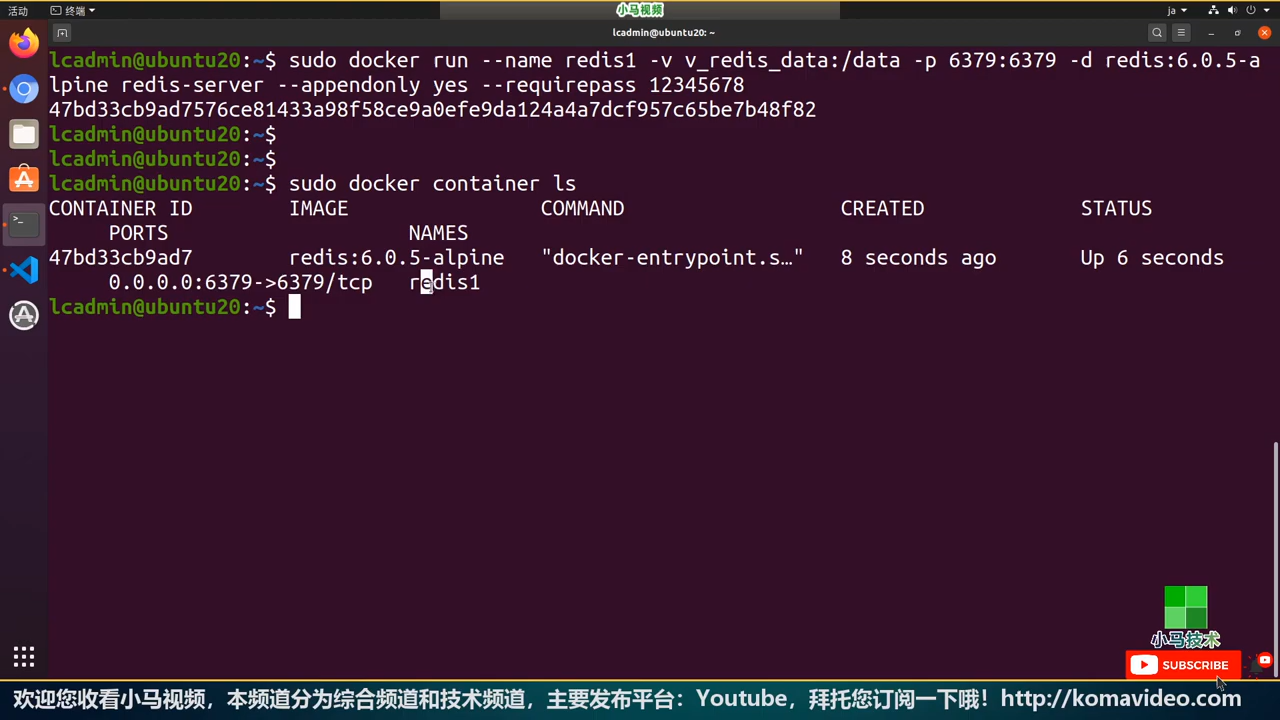 活动
终端
小马视频
ja
lcadmin@ubuntu20: ~
lcadmin@ubuntu20:~$ sudo docker run --name redis1 -v v_redis_data:/data -p 6379:6379 -d redis:6.0.5-a
lpine redis-server --appendonly yes --requirepass 12345678
47bd33cb9ad7576ce81433a98f58ce9a0efe9da124a4a7dcf957c65be7b48f82
lcadmin@ubuntu20:~$
lcadmin@ubuntu20:~$
lcadmin@ubuntu20:~$ sudo docker container ls
CONTAINER ID IMAGE COMMAND CREATED STATUS
PORTS NAMES
47bd33cb9ad7 redis:6.0.5-alpine "docker-entrypoint.s…" 8 seconds ago Up 6 seconds
0.0.0.0:6379->6379/tcp redis1
lcadmin@ubuntu20:~$
小马技术
SUBSCRIBE
欢迎您收看小马视频，本频道分为综合频道和技术频道，主要发布平台：Youtube，拜托您订阅一下哦！http://komavideo.com